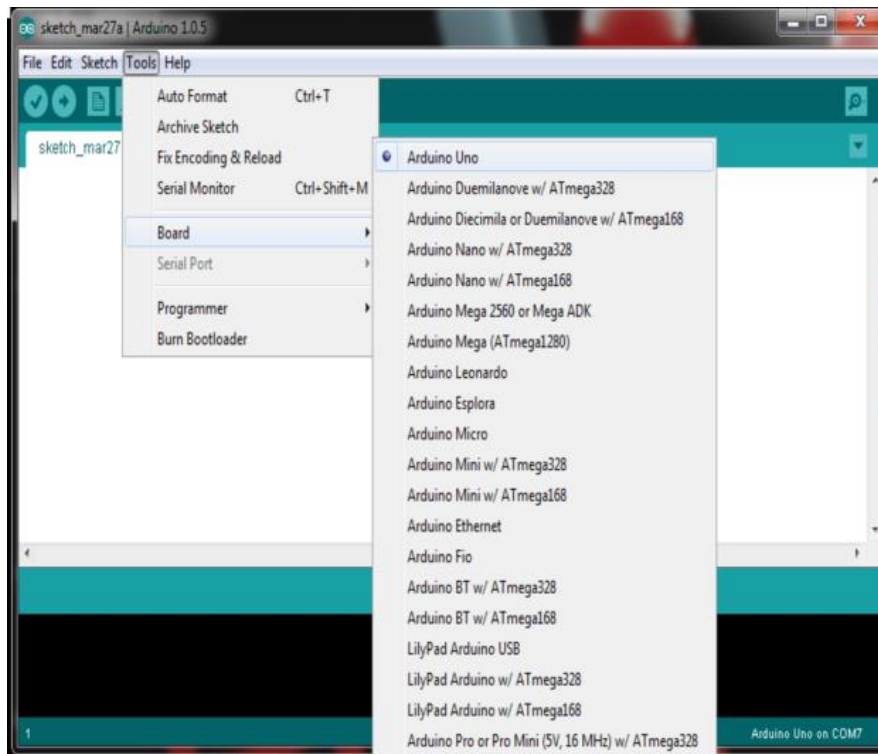 sketch_mar27a | Arduino 1.0.5
File Edit Sketch Tools Help
Auto Format Ctrl+T
Archive Sketch
Fix Encoding & Reload
Serial Monitor Ctrl+Shift+M
Board
Serial Port
Programmer
Burn Bootloader
sketch_mar27
Arduino Uno
Arduino Duemilanove w/ ATmega328
Arduino Diecimila or Duemilanove w/ ATmega168
Arduino Nano w/ ATmega328
Arduino Nano w/ ATmega168
Arduino Mega 2560 or Mega ADK
Arduino Mega (ATmega1280)
Arduino Leonardo
Arduino Esplora
Arduino Micro
Arduino Mini w/ ATmega328
Arduino Mini w/ ATmega168
Arduino Ethernet
Arduino Fio
Arduino BT w/ ATmega328
Arduino BT w/ ATmega168
LilyPad Arduino USB
LilyPad Arduino w/ ATmega328
LilyPad Arduino w/ ATmega168
Arduino Pro or Pro Mini (5V, 16 MHz) w/ ATmega328
1
Arduino Uno on COM7